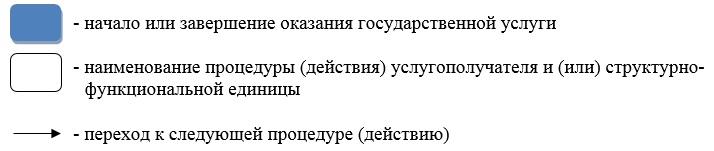 - начало или завершение оказания государственной услуги
- наименование процедуры (действия) услугополучателя и (или) структурно-
функциональной единицы
- переход к следующей процедуре (действию)